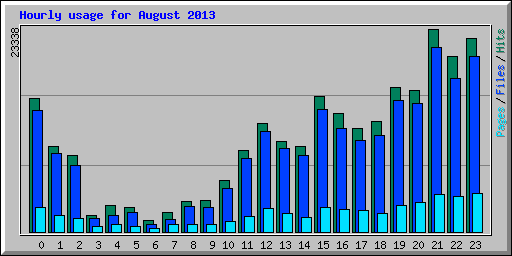 Hourly usage for August 2013
23338
Pages/Files/Hits
0 1 2 3 4 5 6 7 8 9 10 11 12 13 14 15 16 17 18 19 20 21 22 23